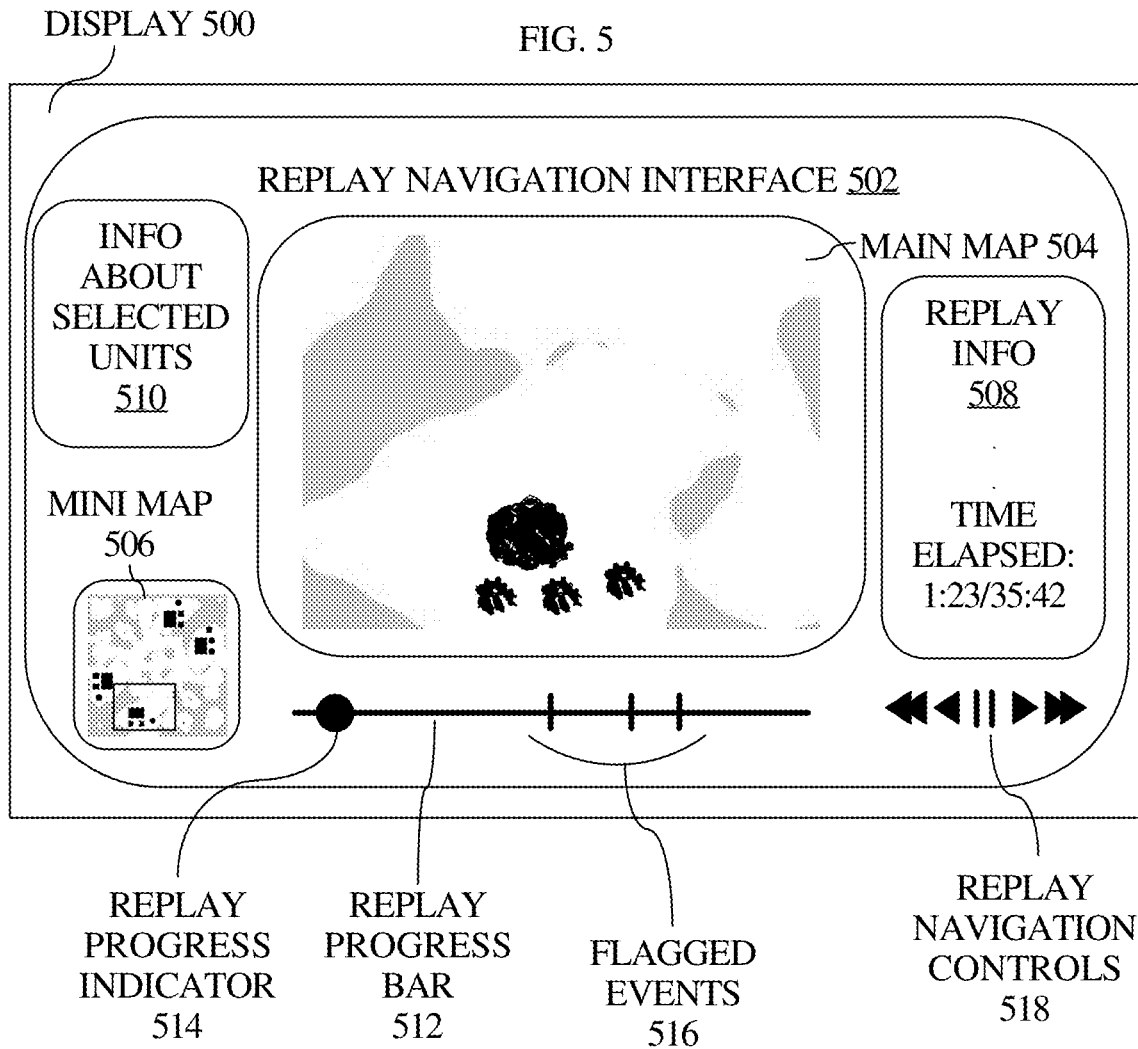 DISPLAY 500
FIG. 5
REPLAY NAVIGATION INTERFACE 502
INFO
ABOUT
SELECTED
UNITS
510
MAIN MAP 504
REPLAY
INFO
508
TIME
ELAPSED:
1:23/35:42
MINI MAP
506
REPLAY
PROGRESS
INDICATOR
514
REPLAY
PROGRESS
BAR
512
FLAGGED
EVENTS
516
REPLAY
NAVIGATION
CONTROLS
518